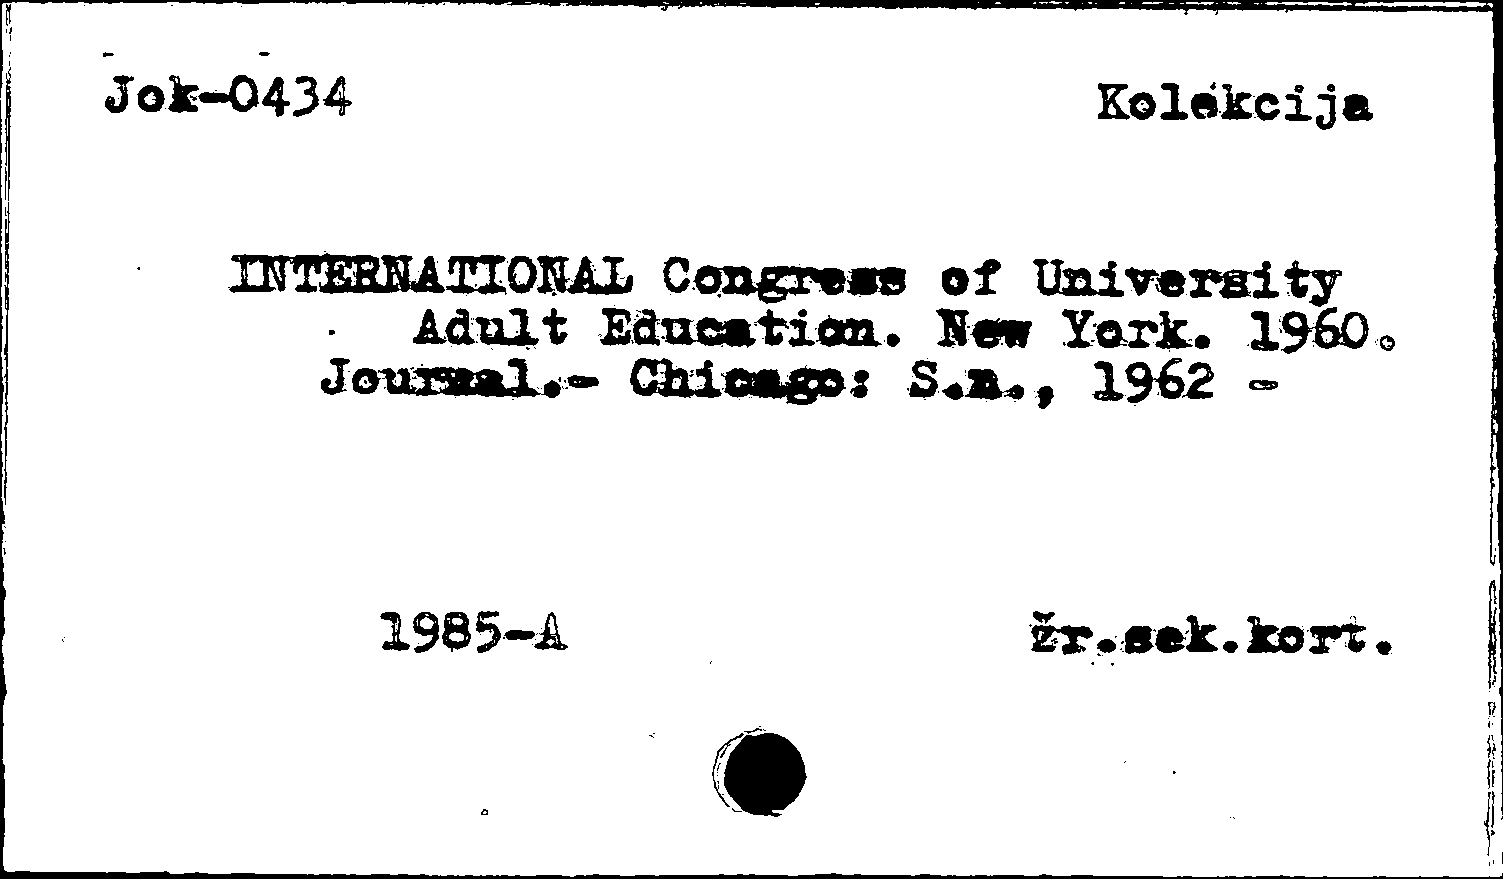 Jok-0434 Kolekcija
INTERNATIONAL Congress of University
Adult Education. New York. 1960.
Journal.- Chicago: S.n., 1962 -
1985-A žr.sek.kort.